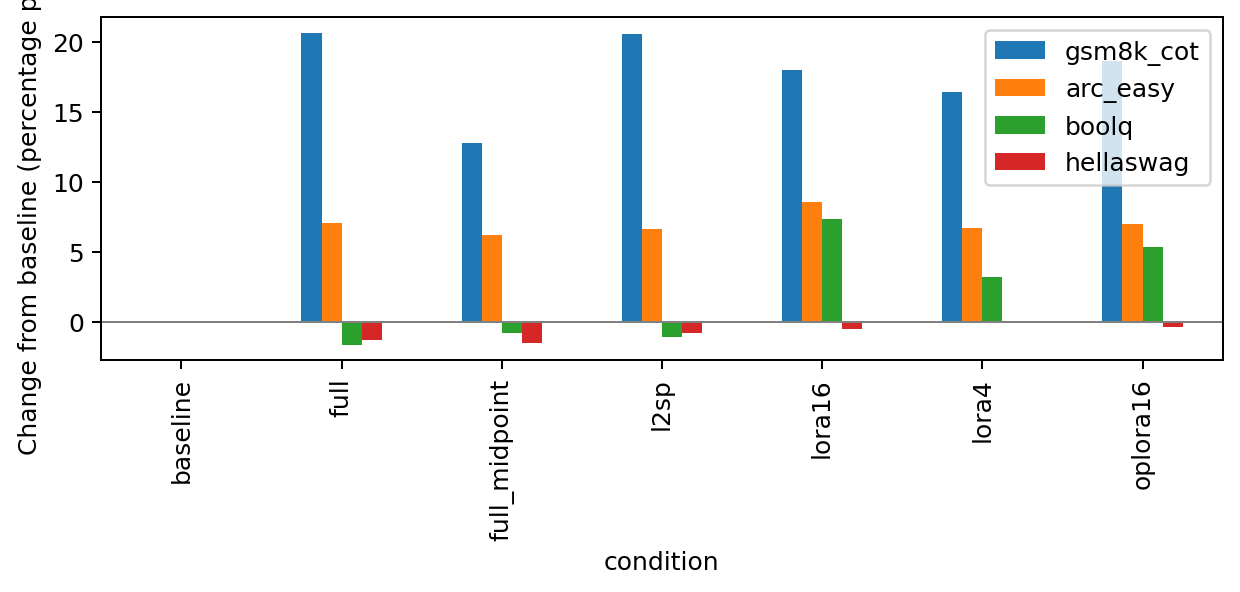 Change from baseline (percentage p
20
15
10
5
0
gsm8k_cot
arc_easy
boolq
hellaswag
baseline
full
full_midpoint
l2sp
lora16
lora4
oplora16
condition